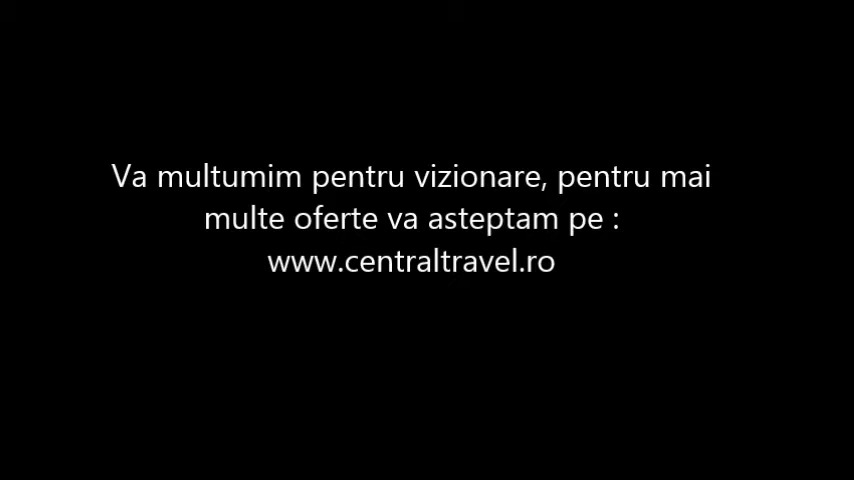 Va multumim pentru vizionare, pentru mai
multe oferte va asteptam pe :
www.centraltravel.ro